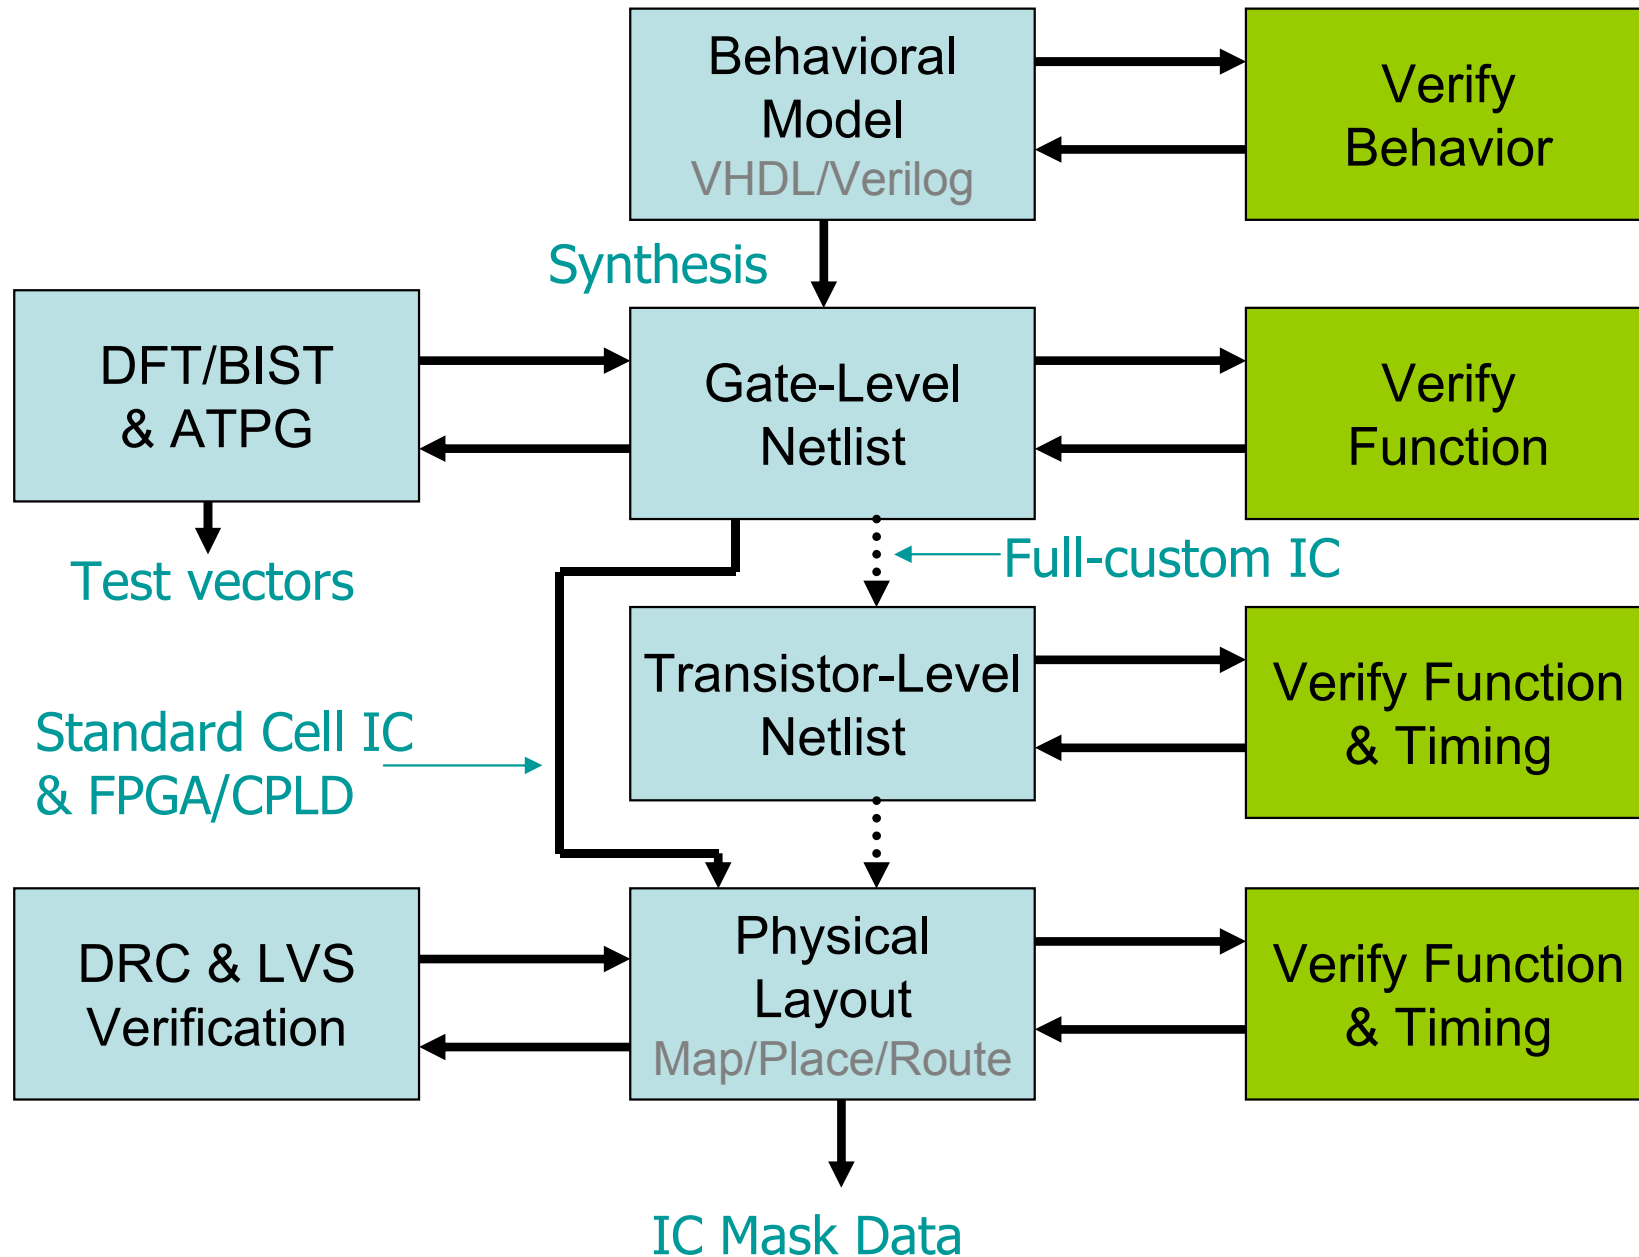 Behavioral
Model
VHDL/Verilog
Verify
Behavior
Synthesis
DFT/BIST
& ATPG
Gate-Level
Netlist
Verify
Function
Test vectors
Full-custom IC
Transistor-Level
Netlist
Verify Function
& Timing
Standard Cell IC
& FPGA/CPLD
DRC & LVS
Verification
Physical
Layout
Map/Place/Route
Verify Function
& Timing
IC Mask Data